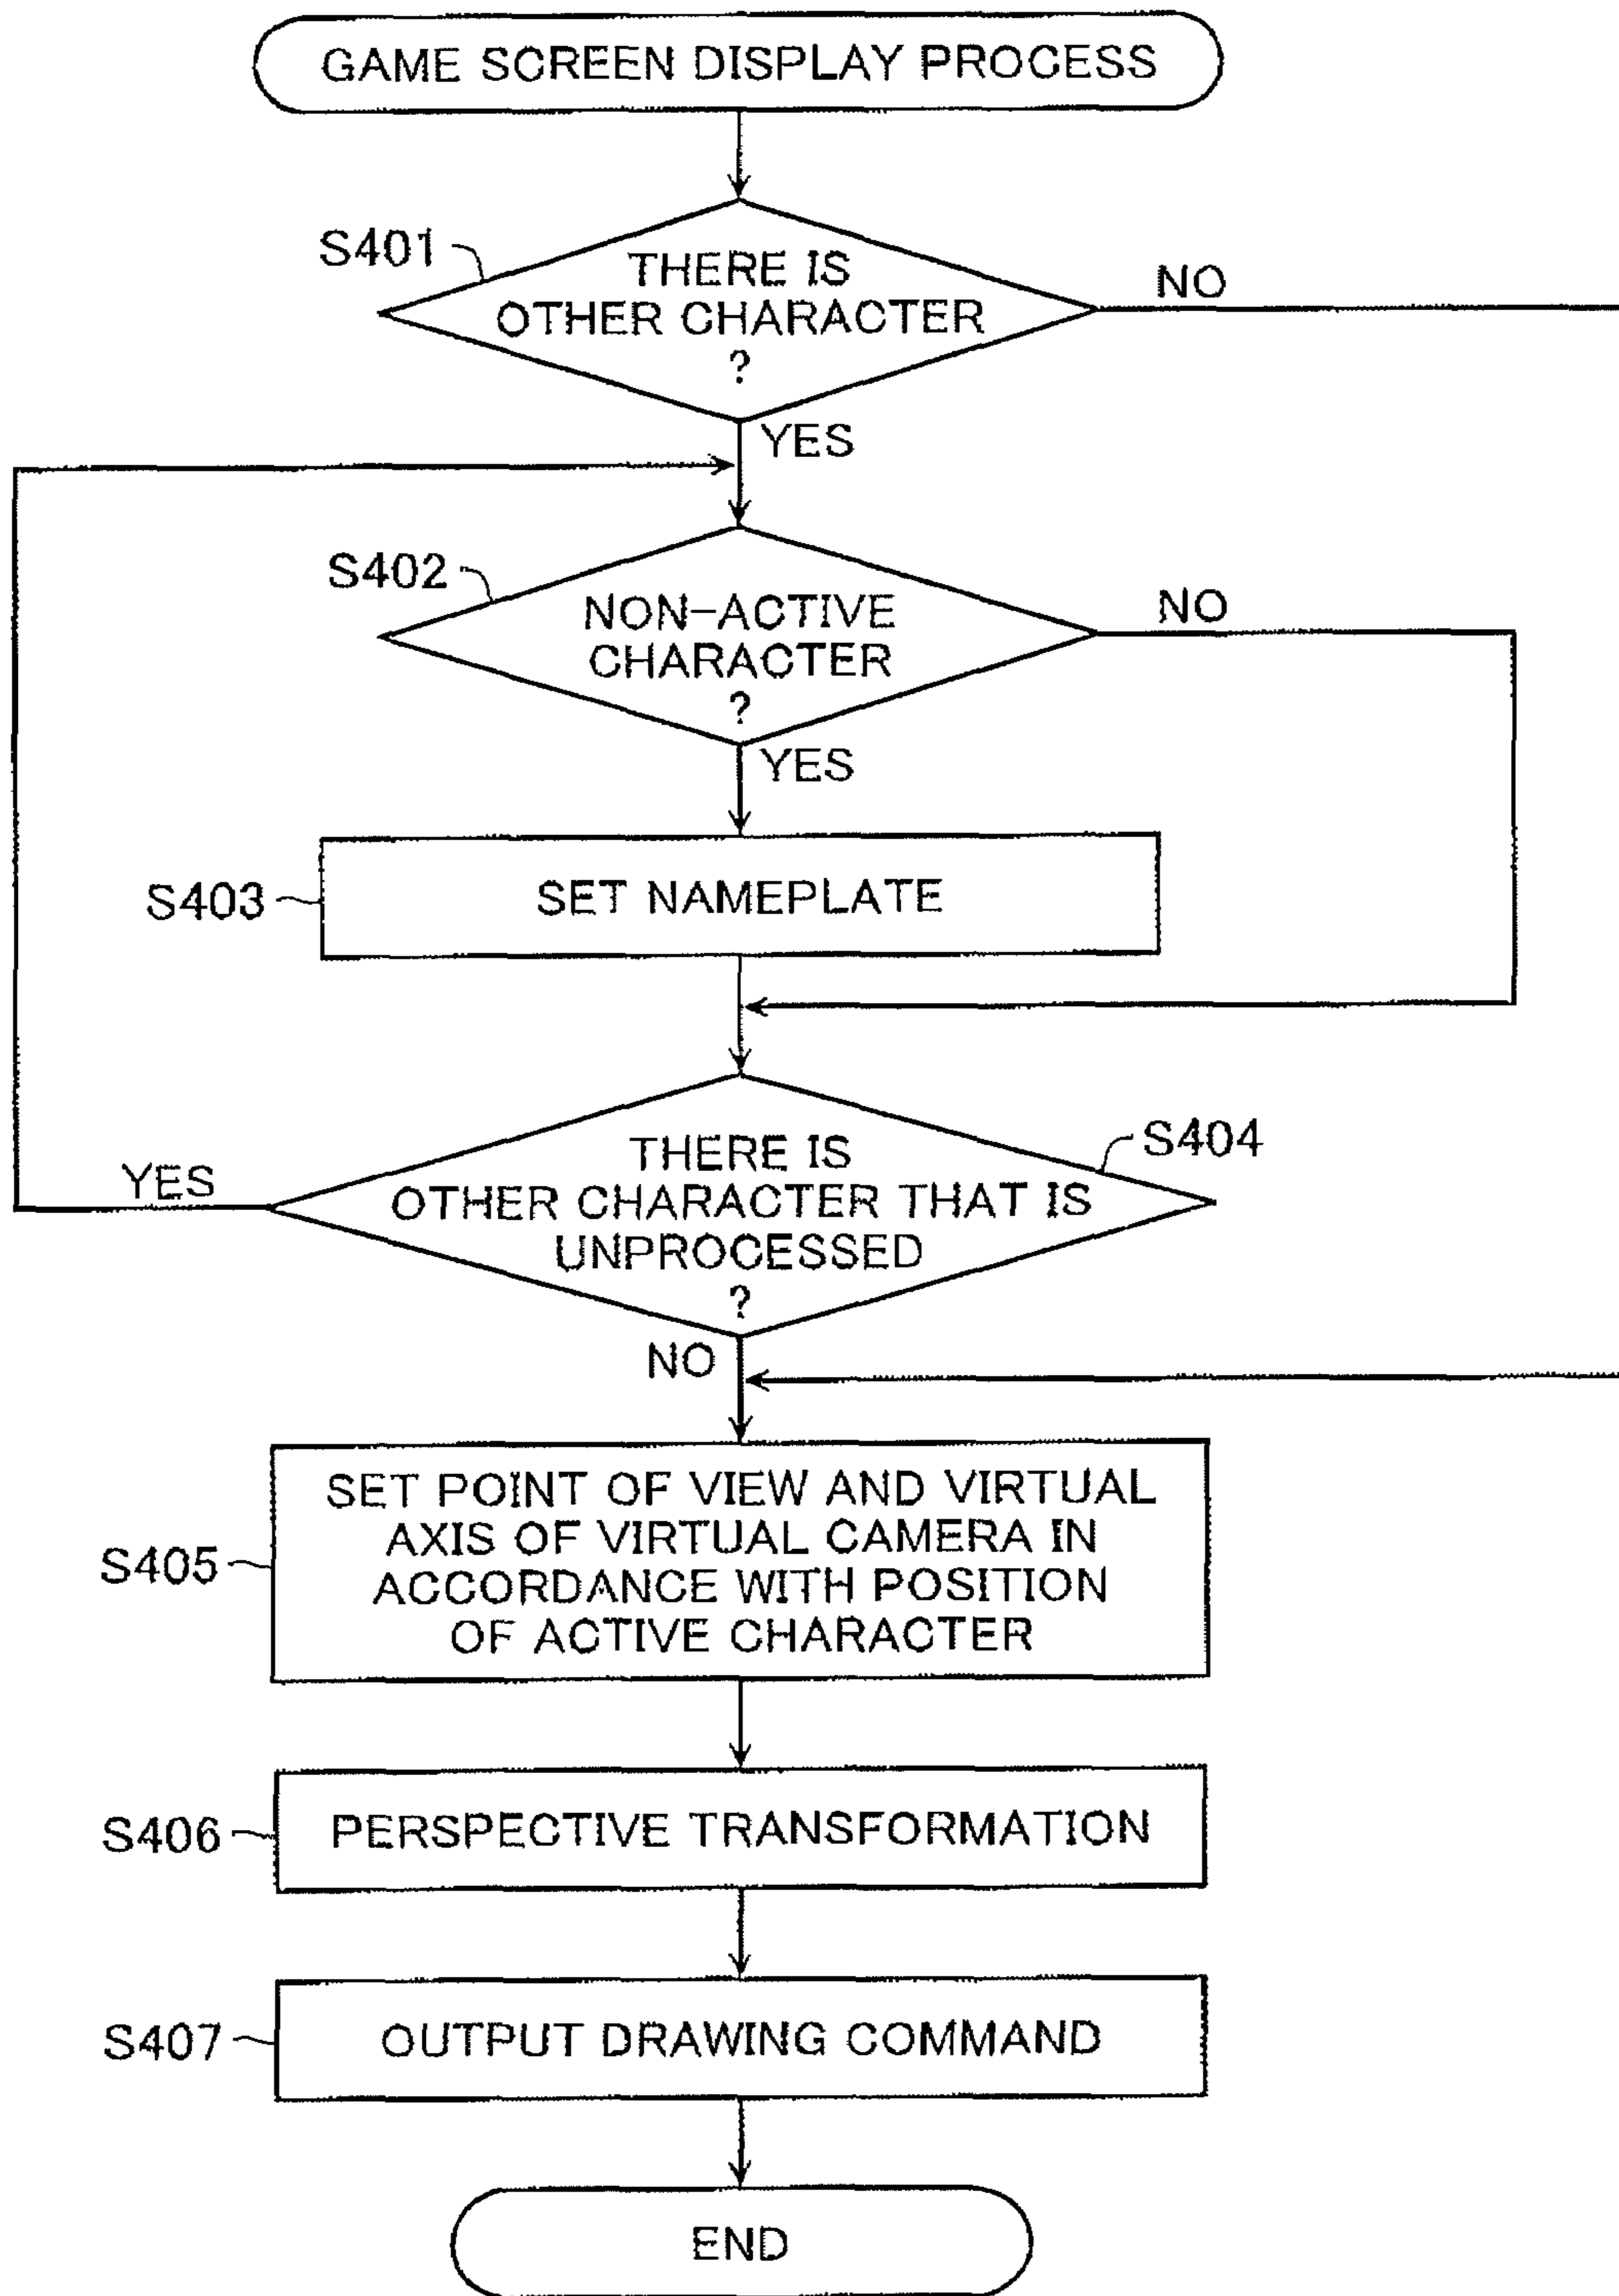 GAME SCREEN DISPLAY PROCESS
S401
THERE IS
OTHER CHARACTER
?
NO
YES
S402
NON-ACTIVE
CHARACTER
?
NO
YES
S403
SET NAMEPLATE
S404
THERE IS
OTHER CHARACTER THAT IS
UNPROCESSED
?
YES
NO
S405
SET POINT OF VIEW AND VIRTUAL
AXIS OF VIRTUAL CAMERA IN
ACCORDANCE WITH POSITION
OF ACTIVE CHARACTER
S406
PERSPECTIVE TRANSFORMATION
S407
OUTPUT DRAWING COMMAND
END